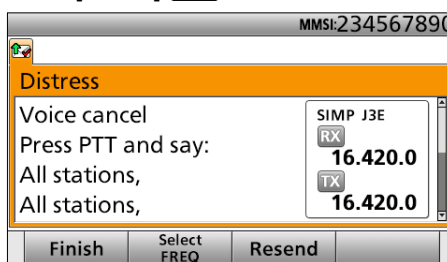 MMSI:234567890
Distress
Voice cancel
Press PTT and say:
All stations,
All stations,
SIMP J3E
RX
16.420.0
TX
16.420.0
Finish
Select
FREQ
Resend